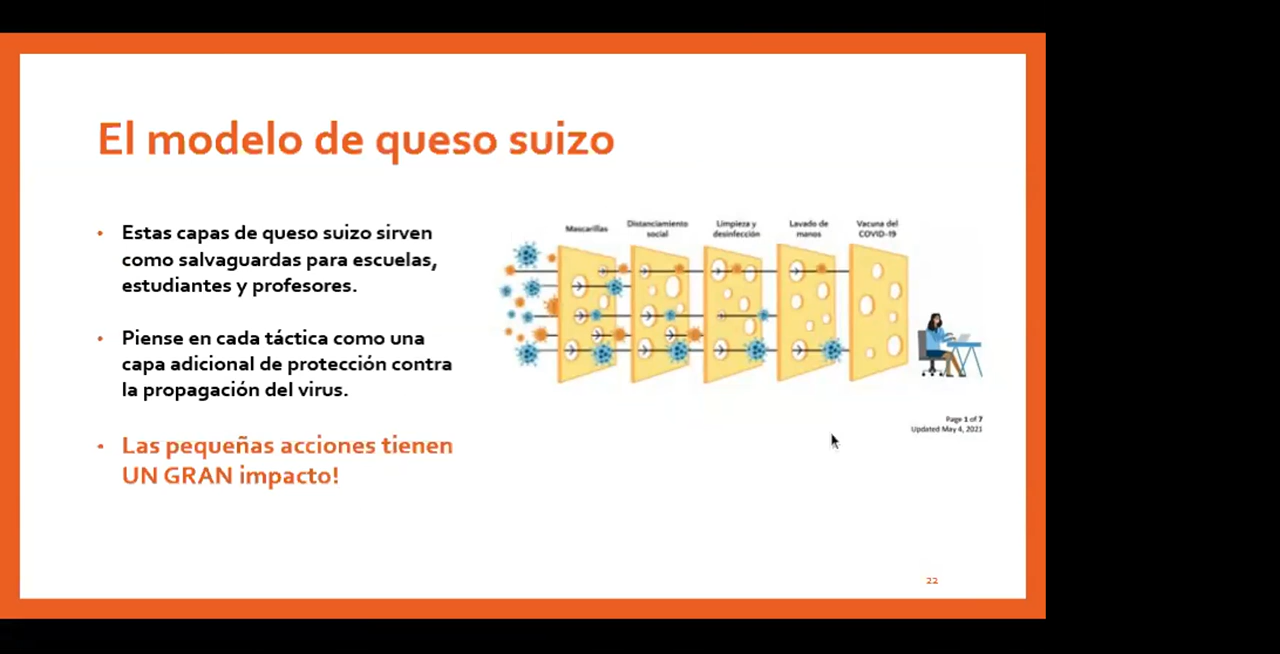 El modelo de queso suizo
• Estas capas de queso suizo sirven
como salvaguardas para escuelas,
estudiantes y profesores.
• Piense en cada táctica como una
capa adicional de protección contra
la propagación del virus.
• Las pequeñas acciones tienen
UN GRAN impacto!
Mascarillas
Distanciamiento
social
Limpieza y
desinfección
Lavado de
manos
Vacuna del
COVID-19
Page 1 of 7
Updated May 4, 2021
22